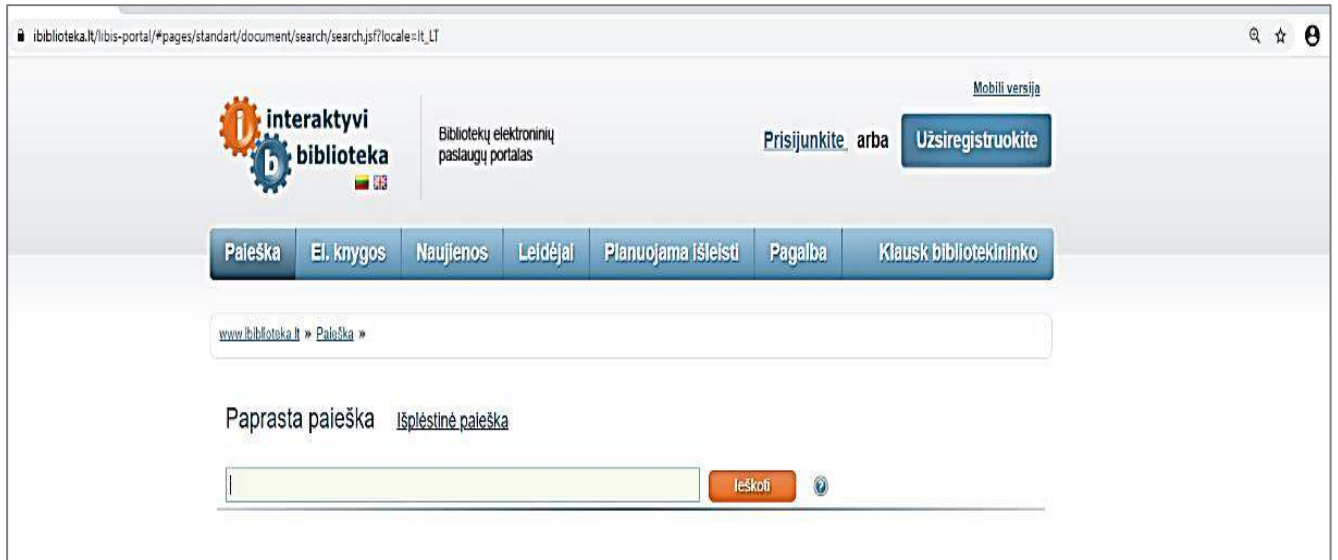 ibiblioteka.lt/libis-portal/#pages/standart/document/search/search.jsf?locale=lt_LT
Mobili versija
interaktyvi
biblioteka
Bibliotekų elektroninių
paslaugų portalas
Prisijunkite arba Užsiregistruokite
Paieška El. knygos Naujienos Leidėjai Planuojama išleisti Pagalba Klausk bibliotekininko
www.ibiblioteka.lt » Paieška »
Paprasta paieška Išplėstinė paieška
Ieškoti